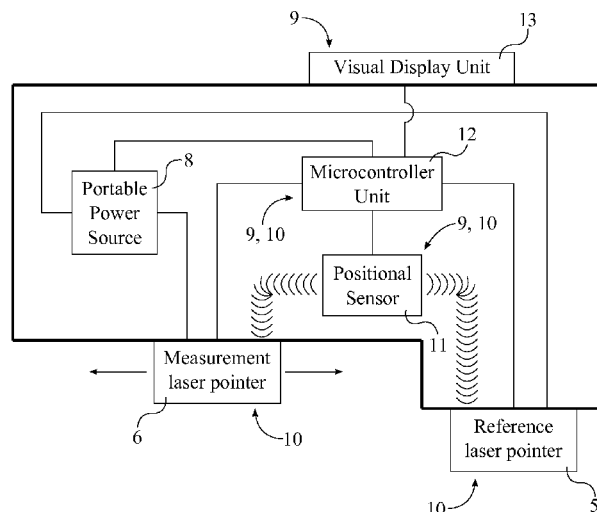 9
13
Visual Display Unit
12
8
Portable
Power
Source
Microcontroller
Unit
9, 10
9, 10
Positional
Sensor
11
Measurement
laser pointer
6
10
Reference
laser pointer
10
5